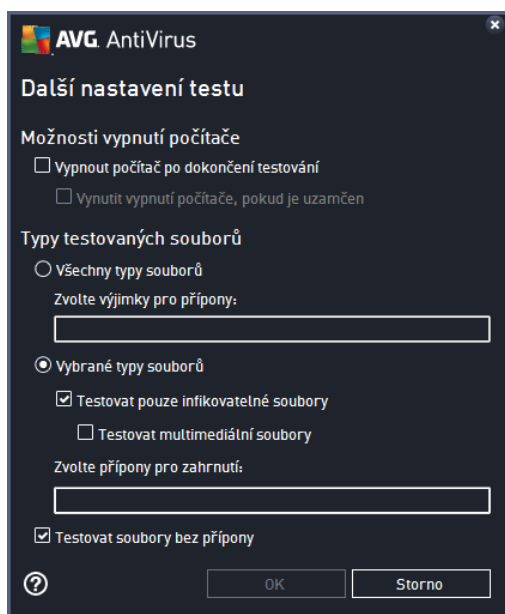 AVG. AntiVirus
Další nastavení testu
Možnosti vypnutí počítače
Vypnout počítač po dokončení testování
Vynutit vypnutí počítače, pokud je uzamčen
Typy testovaných souborů
Všechny typy souborů
Zvolte výjimky pro přípony:
Vybrané typy souborů
Testovat pouze infikovatelné soubory
Testovat multimediální soubory
Zvolte přípony pro zahrnutí:
Testovat soubory bez přípony
? OK Storno